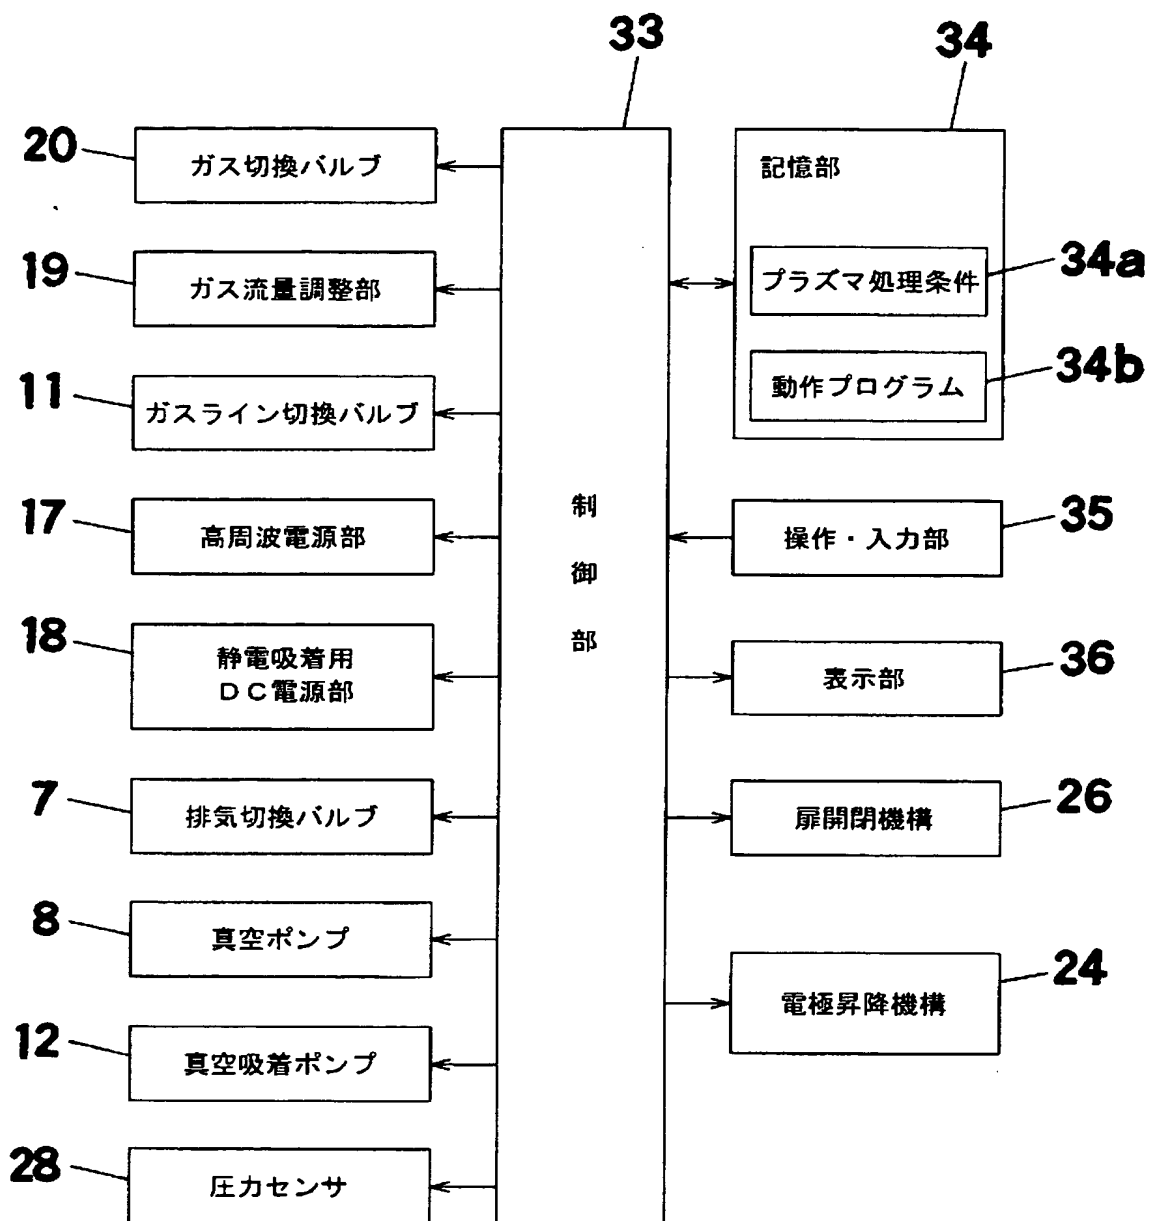 33
34
20
ガス切換バルブ
記憶部
19
ガス流量調整部
プラズマ処理条件
34a
11
ガスライン切換バルブ
動作プログラム
34b
17
高周波電源部
制
御
部
操作・入力部
35
18
静電吸着用
DC電源部
表示部
36
7
排気切換バルブ
扉開閉機構
26
8
真空ポンプ
電極昇降機構
24
12
真空吸着ポンプ
28
圧力センサ